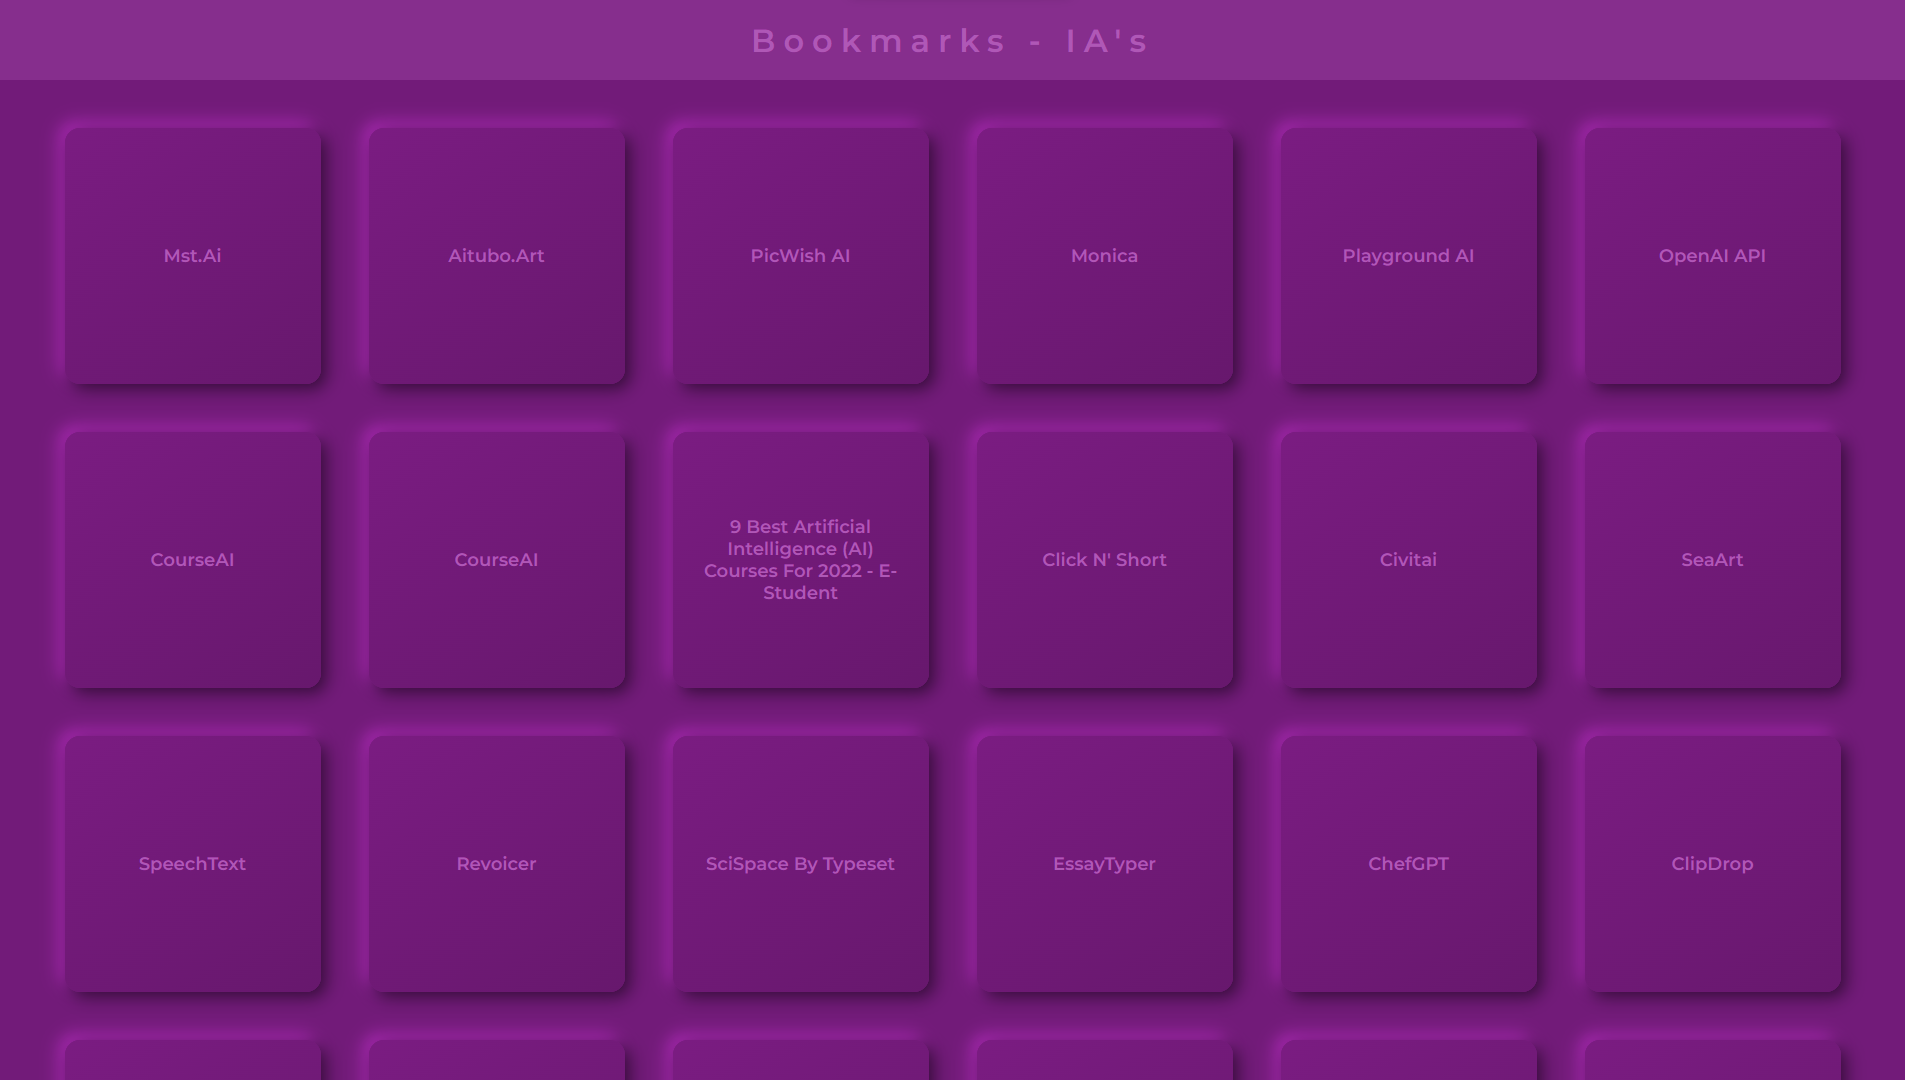 Bookmarks - IA's
Mst.Ai
Aitubo.Art
PicWish AI
Monica
Playground AI
OpenAI API
CourseAI
CourseAI
9 Best Artificial
Intelligence (AI)
Courses For 2022 - E-
Student
Click N' Short
Civitai
SeaArt
SpeechText
Revoicer
SciSpace By Typeset
EssayTyper
ChefGPT
ClipDrop